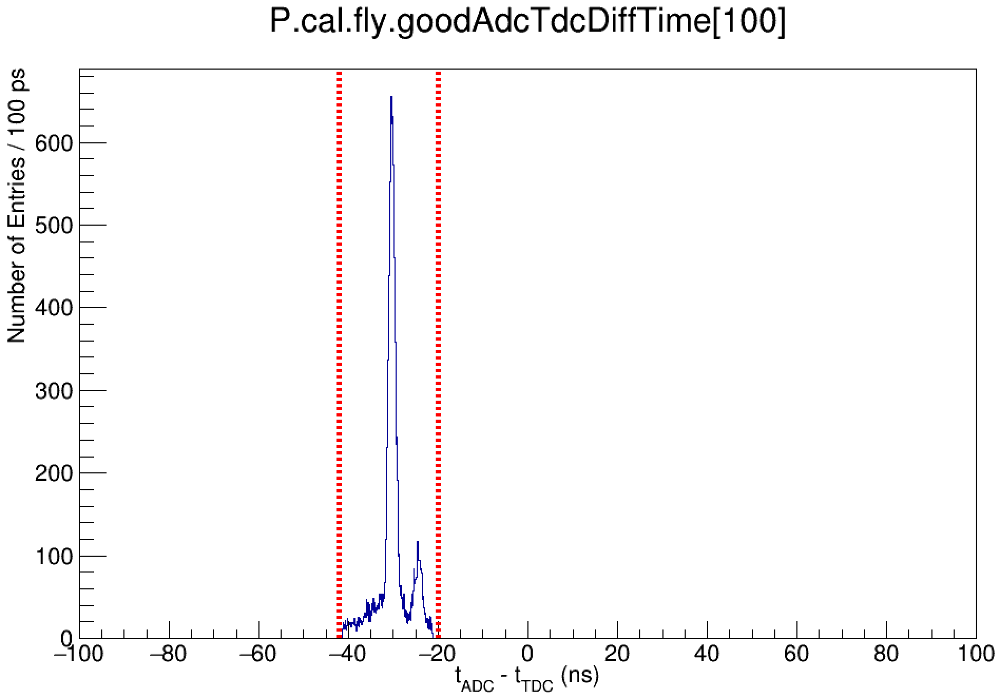 P.cal.fly.goodAdcTdcDiffTime[100]
Number of Entries / 100 ps
600
500
400
300
200
100
0
−100 −80 −60 −40 −20 0 20 40 60 80 100
tADC - tTDC (ns)